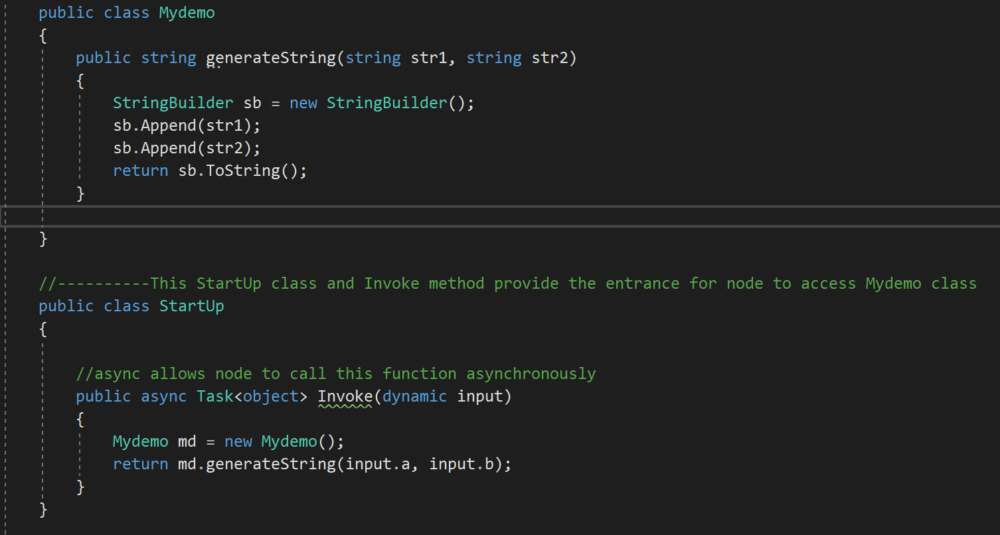 public class Mydemo
{
public string generateString(string str1, string str2)
{
StringBuilder sb = new StringBuilder();
sb.Append(str1);
sb.Append(str2);
return sb.ToString();
}
}
//----------This StartUp class and Invoke method provide the entrance for node to access Mydemo class
public class StartUp
{
//async allows node to call this function asynchronously
public async Task<object> Invoke(dynamic input)
{
Mydemo md = new Mydemo();
return md.generateString(input.a, input.b);
}
}